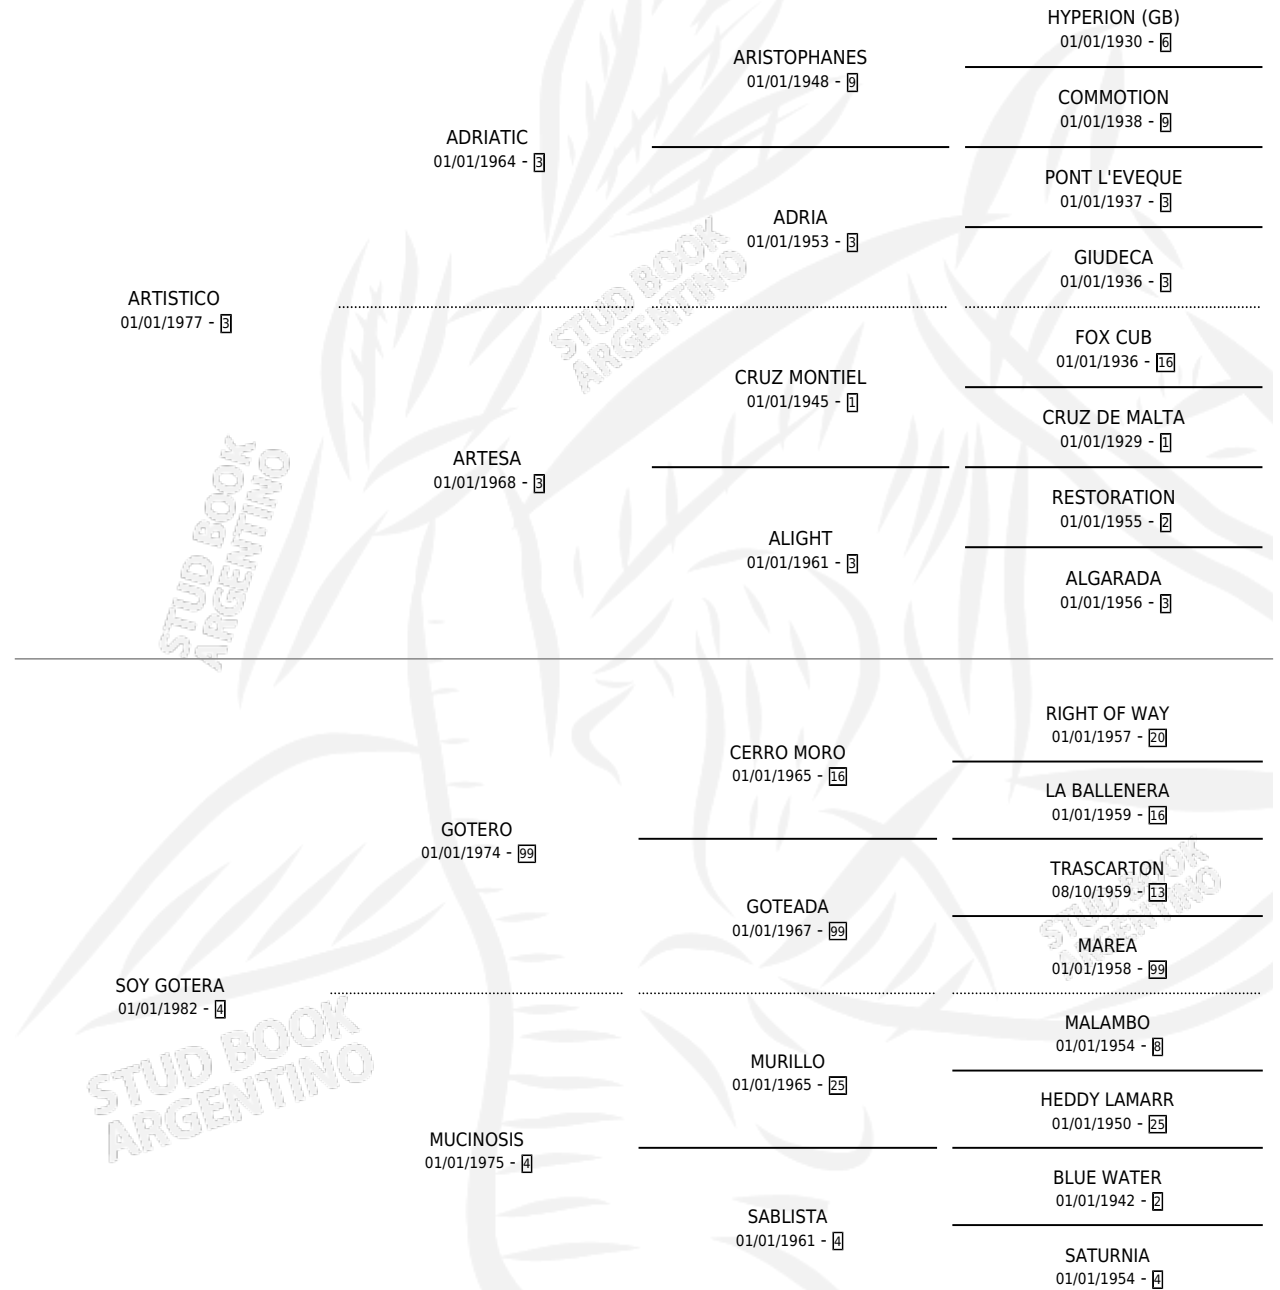 HYPERION (GB)
01/01/1930 - 6
ARISTOPHANES
01/01/1948 - 9
COMMOTION
01/01/1938 - 9
ADRIATIC
01/01/1964 - 3
PONT L'EVEQUE
01/01/1937 - 3
ADRIA
01/01/1953 - 3
GIUDECA
01/01/1936 - 3
ARTISTICO
01/01/1977 - 3
FOX CUB
01/01/1936 - 16
CRUZ MONTIEL
01/01/1945 - 1
CRUZ DE MALTA
01/01/1929 - 1
ARTESA
01/01/1968 - 3
RESTORATION
01/01/1955 - 2
ALIGHT
01/01/1961 - 3
ALGARADA
01/01/1956 - 3
RIGHT OF WAY
01/01/1957 - 20
CERRO MORO
01/01/1965 - 16
LA BALLENERA
01/01/1959 - 16
GOTERO
01/01/1974 - 99
TRASCARTON
08/10/1959 - 13
GOTEADA
01/01/1967 - 99
MAREA
01/01/1958 - 99
SOY GOTERA
01/01/1982 - 4
MALAMBO
01/01/1954 - 8
MURILLO
01/01/1965 - 25
HEDDY LAMARR
01/01/1950 - 25
MUCINOSIS
01/01/1975 - 4
BLUE WATER
01/01/1942 - 2
SABLISTA
01/01/1961 - 4
SATURNIA
01/01/1954 - 4
STUD BOOK
ARGENTINO
STUD BOOK
ARGENTINO
STUD BOOK
ARGENTINO
STUD BOOK
ARGENTINO